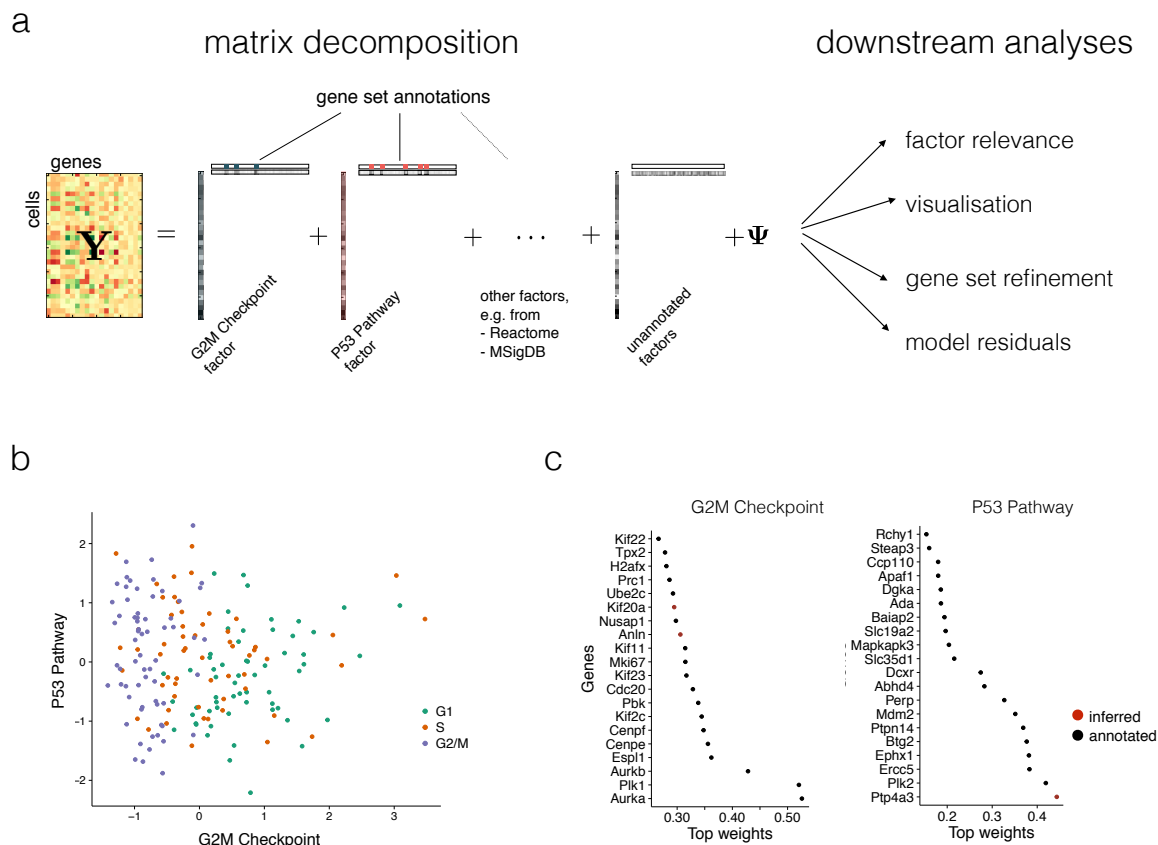 a
matrix decomposition
downstream analyses
gene set annotations
genes
cells
Y
=
+
+
...
+
+Ψ
G2M Checkpoint
factor
P53 Pathway
factor
other factors,
e.g. from
- Reactome
- MSigDB
unannotated
factors
factor relevance
visualisation
gene set refinement
model residuals
b
P53 Pathway
2
1
0
−1
−2
−1
0
1
2
3
G2M Checkpoint
G1
S
G2/M
c
G2M Checkpoint
Genes
Kif22
Tpx2
H2afx
Prc1
Ube2c
Kif20a
Nusap1
Anln
Kif11
Mki67
Kif23
Cdc20
Pbk
Kif2c
Cenpf
Cenpe
Espl1
Aurkb
Plk1
Aurka
0.30
0.40
0.50
Top weights
P53 Pathway
Rchy1
Steap3
Ccp110
Apaf1
Dgka
Ada
Baiap2
Slc19a2
Mapkapk3
Slc35d1
Dcxr
Abhd4
Perp
Mdm2
Ptpn14
Btg2
Ephx1
Ercc5
Plk2
Ptp4a3
0.2
0.3
0.4
Top weights
inferred
annotated